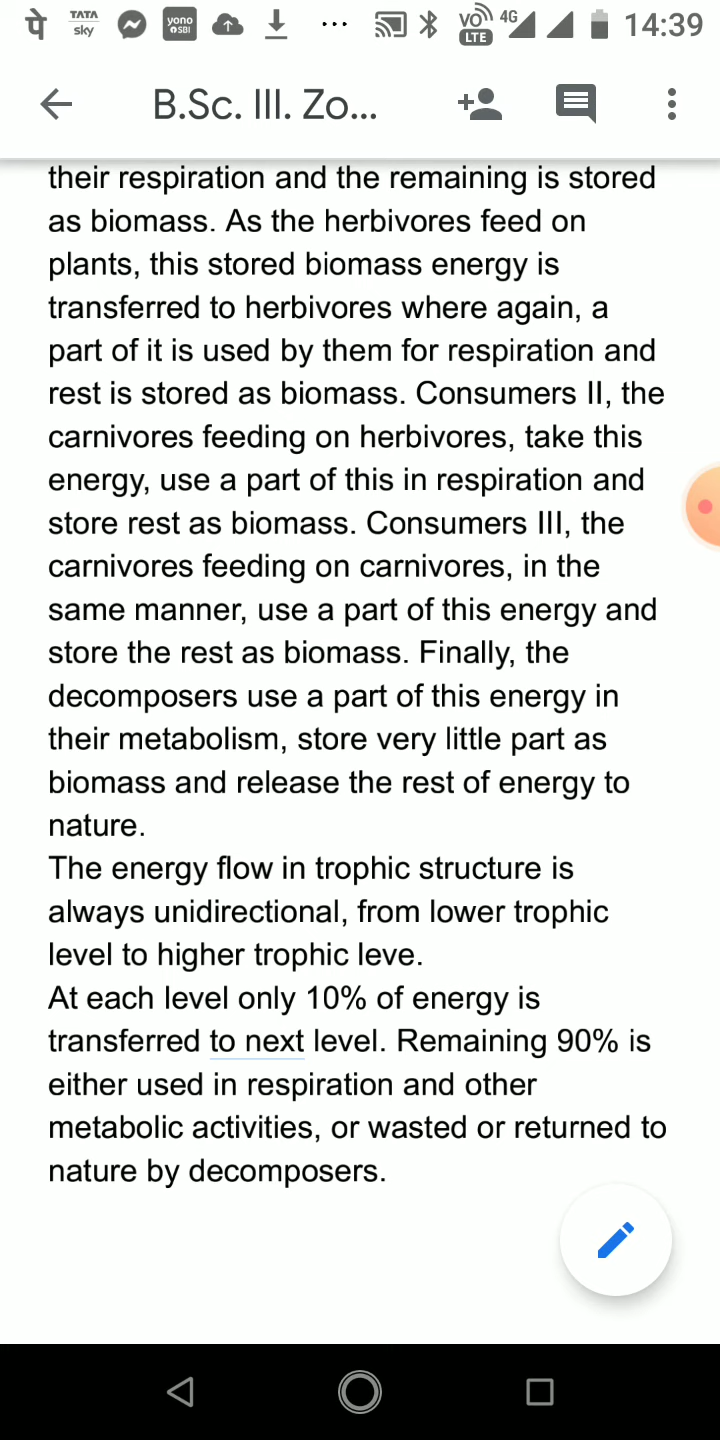 पे TATA sky yono SBI ... VO LTE 4G 14:39
B.Sc. III. Zo...
their respiration and the remaining is stored
as biomass. As the herbivores feed on
plants, this stored biomass energy is
transferred to herbivores where again, a
part of it is used by them for respiration and
rest is stored as biomass. Consumers II, the
carnivores feeding on herbivores, take this
energy, use a part of this in respiration and
store rest as biomass. Consumers III, the
carnivores feeding on carnivores, in the
same manner, use a part of this energy and
store the rest as biomass. Finally, the
decomposers use a part of this energy in
their metabolism, store very little part as
biomass and release the rest of energy to
nature.
The energy flow in trophic structure is
always unidirectional, from lower trophic
level to higher trophic leve.
At each level only 10% of energy is
transferred to next level. Remaining 90% is
either used in respiration and other
metabolic activities, or wasted or returned to
nature by decomposers.